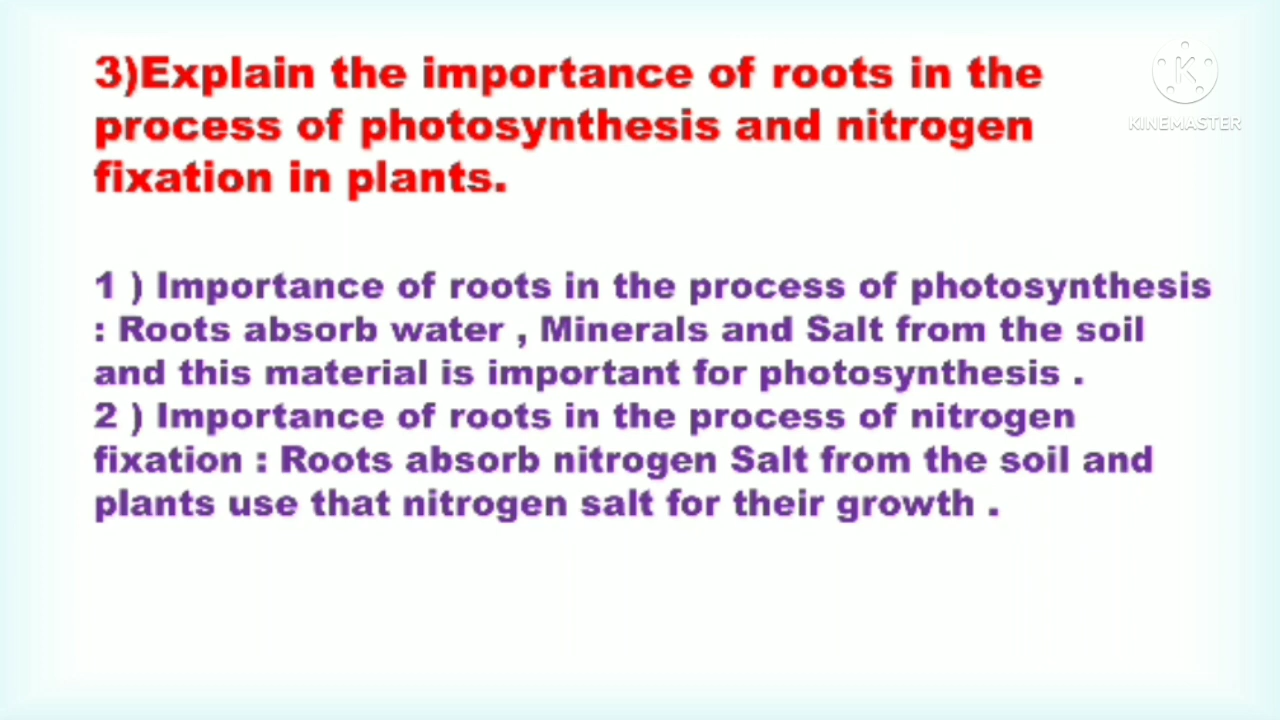 3)Explain the importance of roots in the
process of photosynthesis and nitrogen
fixation in plants.
KINEMASTER
1 ) Importance of roots in the process of photosynthesis
: Roots absorb water , Minerals and Salt from the soil
and this material is important for photosynthesis .
2 ) Importance of roots in the process of nitrogen
fixation : Roots absorb nitrogen Salt from the soil and
plants use that nitrogen salt for their growth .